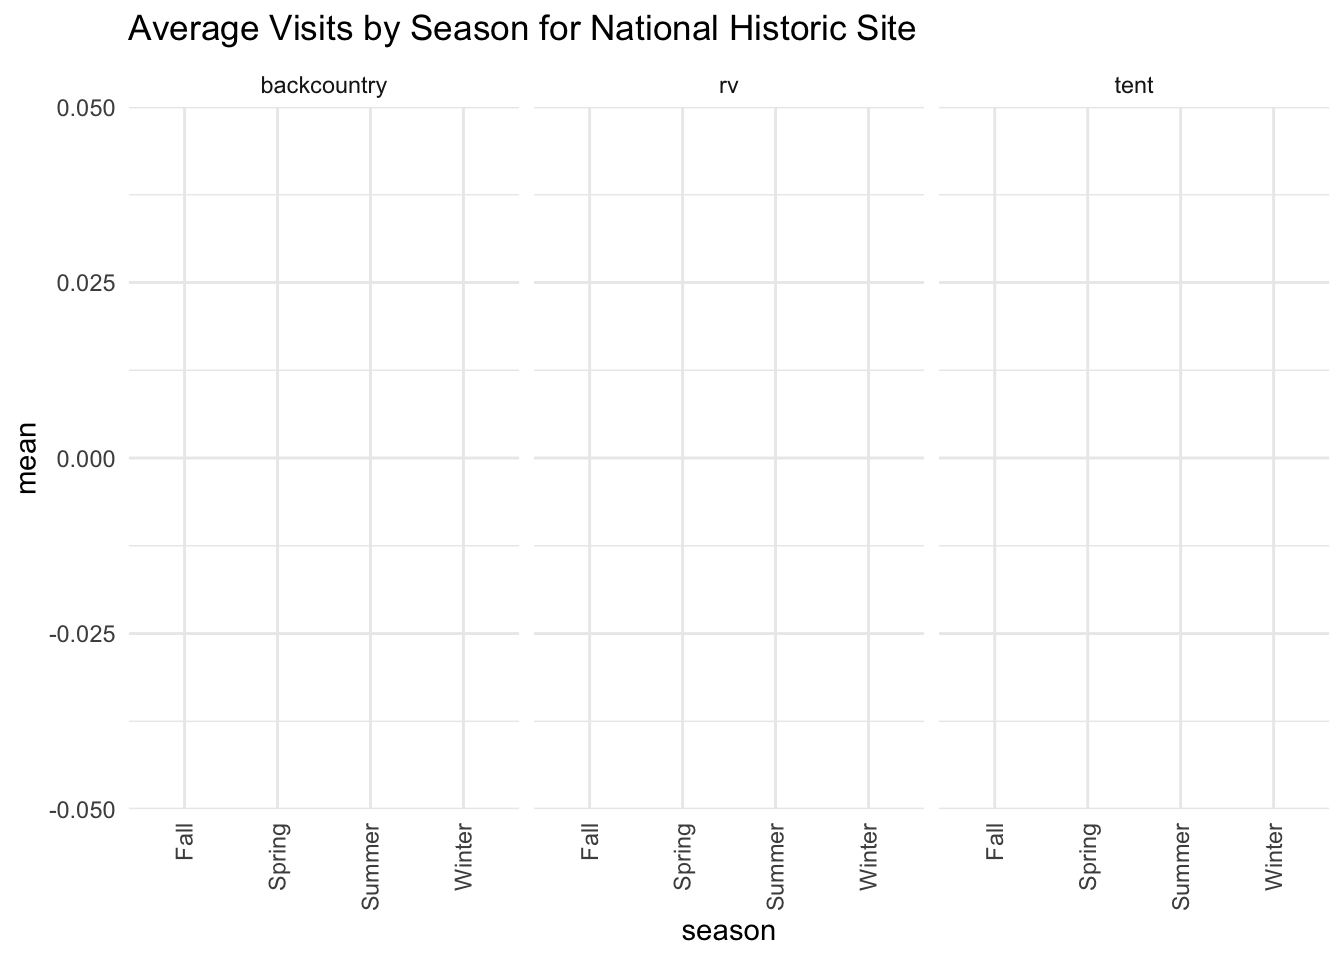 Average Visits by Season for National Historic Site
backcountry rv tent
0.050
0.025
0.000
-0.025
-0.050
mean
Fall Spring Summer Winter Fall Spring Summer Winter Fall Spring Summer Winter
season